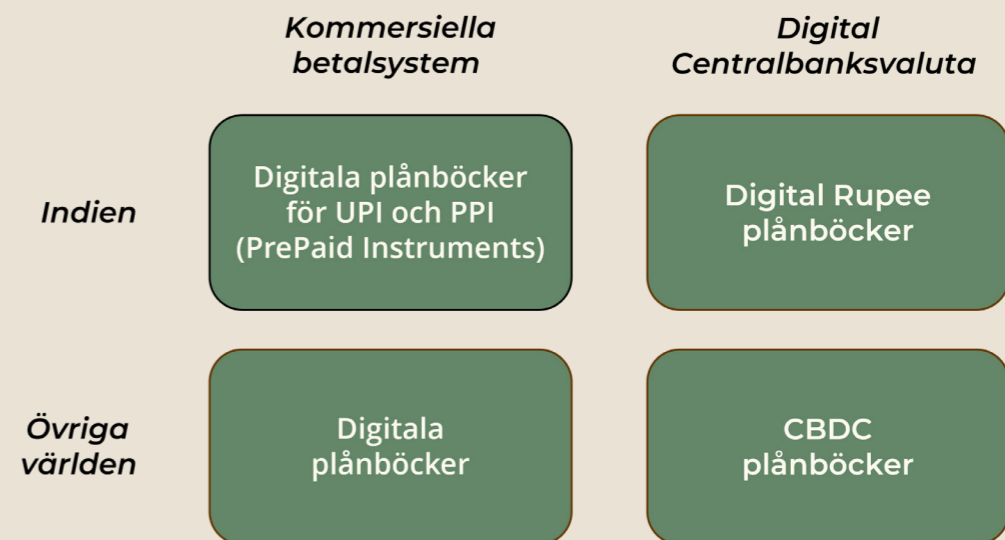 Kommersiella
betalsystem
Digital
Centralbanksvaluta
Indien
Digitala plånböcker
för UPI och PPI
(PrePaid Instruments)
Digital Rupee
plånböcker
Övriga
världen
Digitala
plånböcker
CBDC
plånböcker